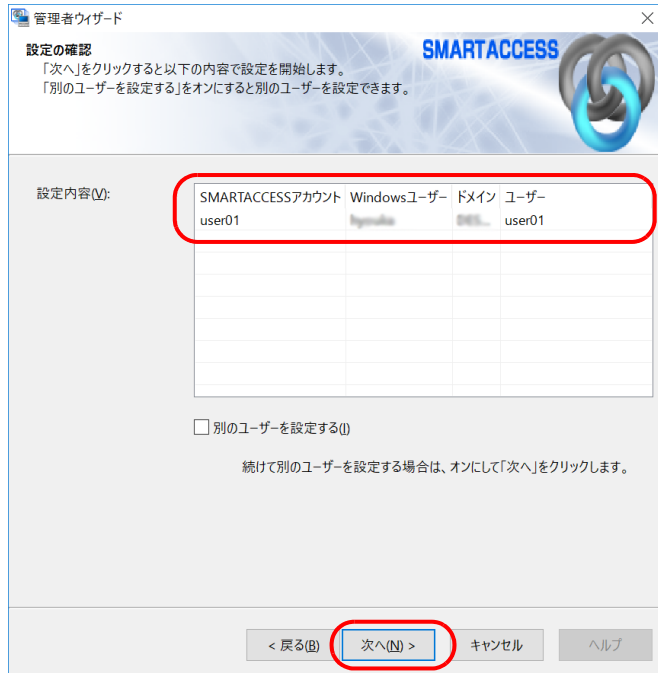 管理者ウィザード
設定の確認
「次へ」をクリックすると以下の内容で設定を開始します。
「別のユーザーを設定する」をオンにすると別のユーザーを設定できます。
SMARTACCESS
設定内容(V):
SMARTACCESSアカウント Windowsユーザー ドメイン ユーザー
user01 user01
別のユーザーを設定する(I)
続けて別のユーザーを設定する場合は、オンにして「次へ」をクリックします。
< 戻る(B) 次へ(N) > キャンセル ヘルプ